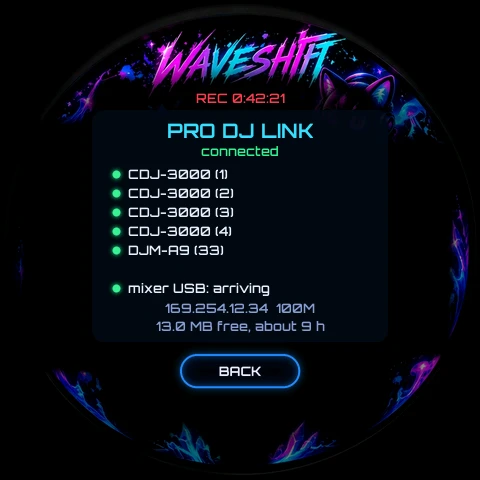 WAVESHIFT
REC 0:42:21
PRO DJ LINK
connected
CDJ-3000 (1)
CDJ-3000 (2)
CDJ-3000 (3)
CDJ-3000 (4)
DJM-A9 (33)
mixer USB: arriving
169.254.12.34 100M
13.0 MB free, about 9 h
BACK